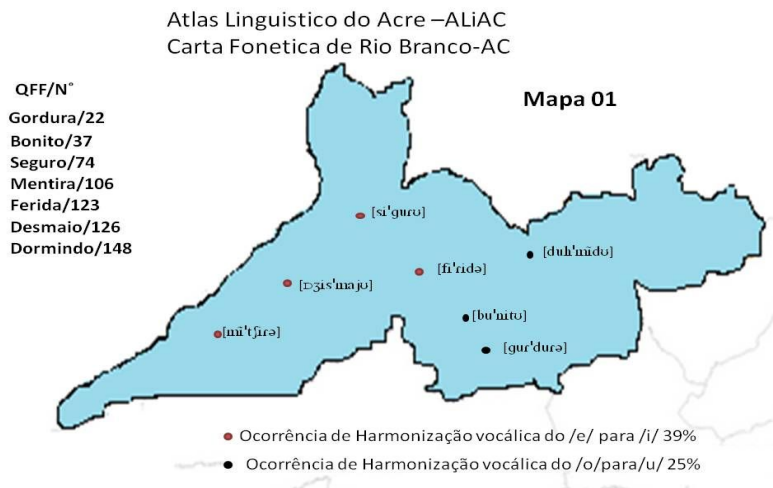 Atlas Linguistico do Acre –ALiAC
Carta Fonetica de Rio Branco-AC
QFF/N°
Mapa 01
Gordura/22
Bonito/37
Seguro/74
Mentira/106
Ferida/123
Desmaio/126
Dormindo/148
[si'gurʊ]
[duh'mĩdʊ]
[fi'ridə]
[Dʒis'majʊ]
[bu'nitʊ]
[mĩ'tʃirə]
[gur'durə]
Ocorrência de Harmonização vocálica do /e/ para /i/ 39%
Ocorrência de Harmonização vocálica do /o/para/u/ 25%